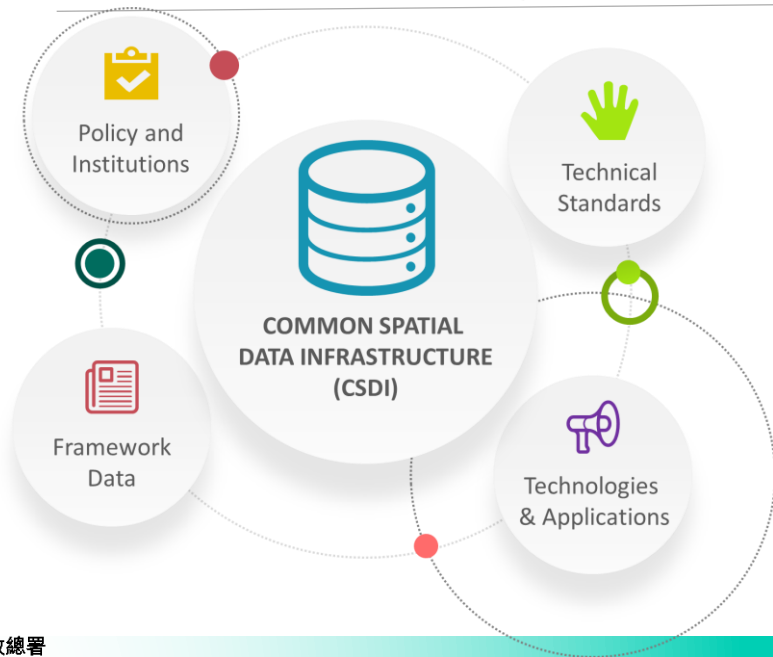 Policy and
Institutions
Technical
Standards
COMMON SPATIAL
DATA INFRASTRUCTURE
(CSDI)
Framework
Data
Technologies
& Applications
總署